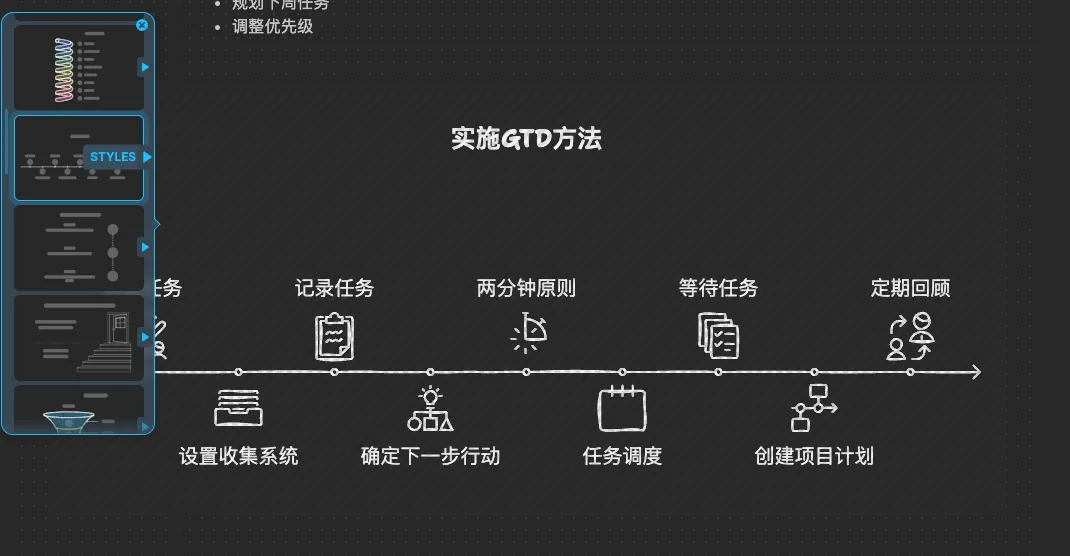 • 规划下周任务
• 调整优先级
STYLES
实施GTD方法
任务
记录任务
两分钟原则
等待任务
定期回顾
设置收集系统
确定下一步行动
任务调度
创建项目计划